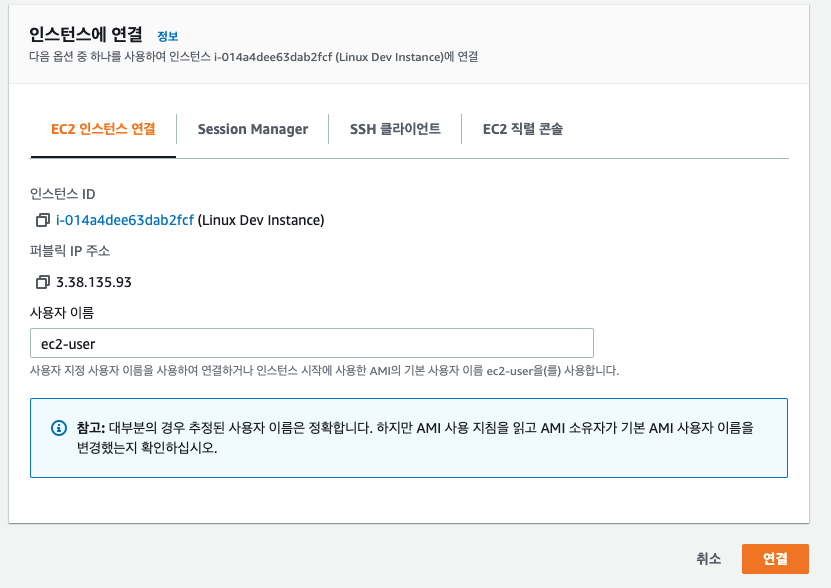 인스턴스에 연결 정보
다음 옵션 중 하나를 사용하여 인스턴스 i-014a4dee63dab2fcf (Linux Dev Instance)에 연결
EC2 인스턴스 연결 Session Manager SSH 클라이언트 EC2 직렬 콘솔
인스턴스 ID
i-014a4dee63dab2fcf (Linux Dev Instance)
퍼블릭 IP 주소
3.38.135.93
사용자 이름
ec2-user
사용자 지정 사용자 이름을 사용하여 연결하거나 인스턴스 시작에 사용한 AMI의 기본 사용자 이름 ec2-user을(를) 사용합니다.
참고: 대부분의 경우 추정된 사용자 이름은 정확합니다. 하지만 AMI 사용 지침을 읽고 AMI 소유자가 기본 AMI 사용자 이름을
변경했는지 확인하십시오.
취소 연결